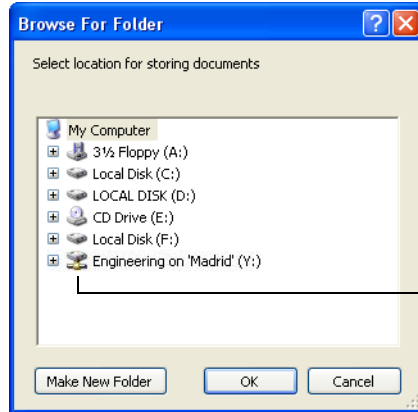 Browse For Folder
Select location for storing documents
My Computer
3½ Floppy (A:)
Local Disk (C:)
LOCAL DISK (D:)
CD Drive (E:)
Local Disk (F:)
Engineering on 'Madrid' (Y:)
Make New Folder OK Cancel